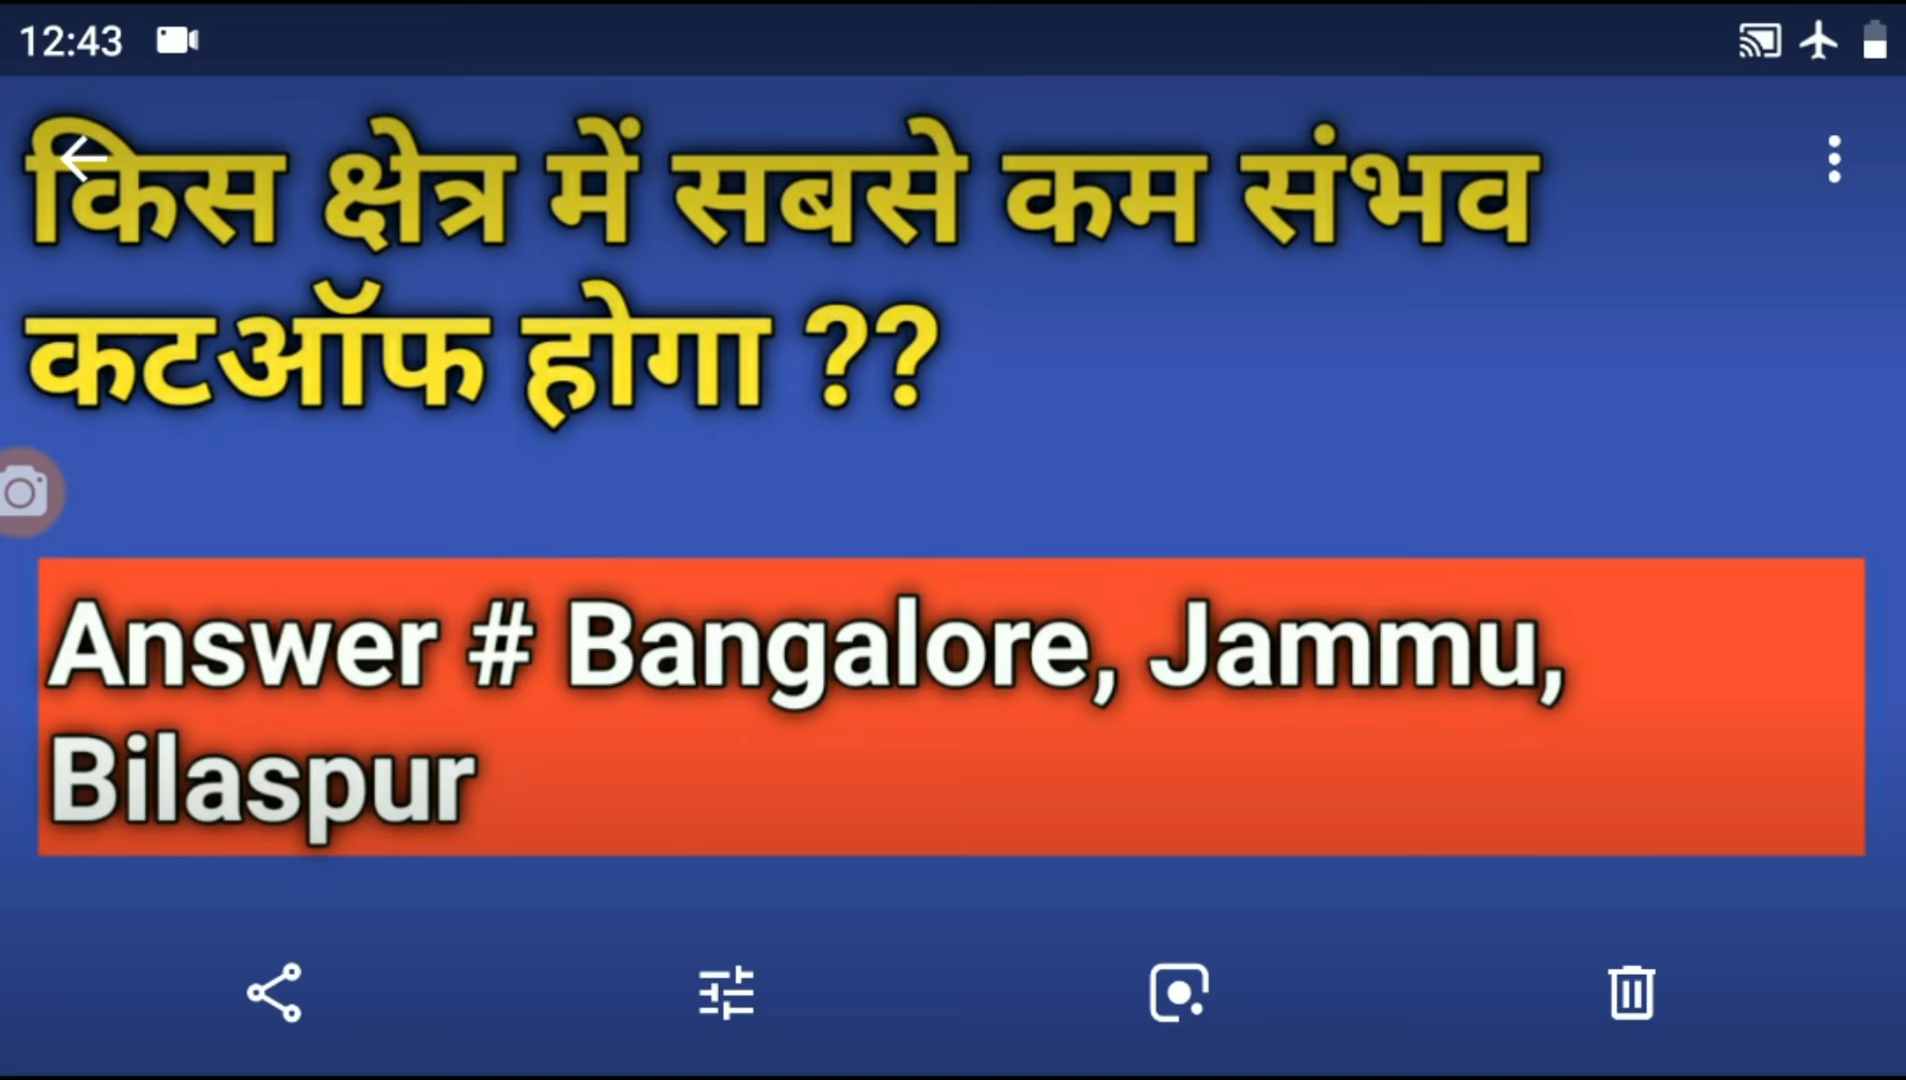 12:43
किस क्षेत्र में सबसे कम संभव
कटऑफ होगा ??
Answer # Bangalore, Jammu,
Bilaspur